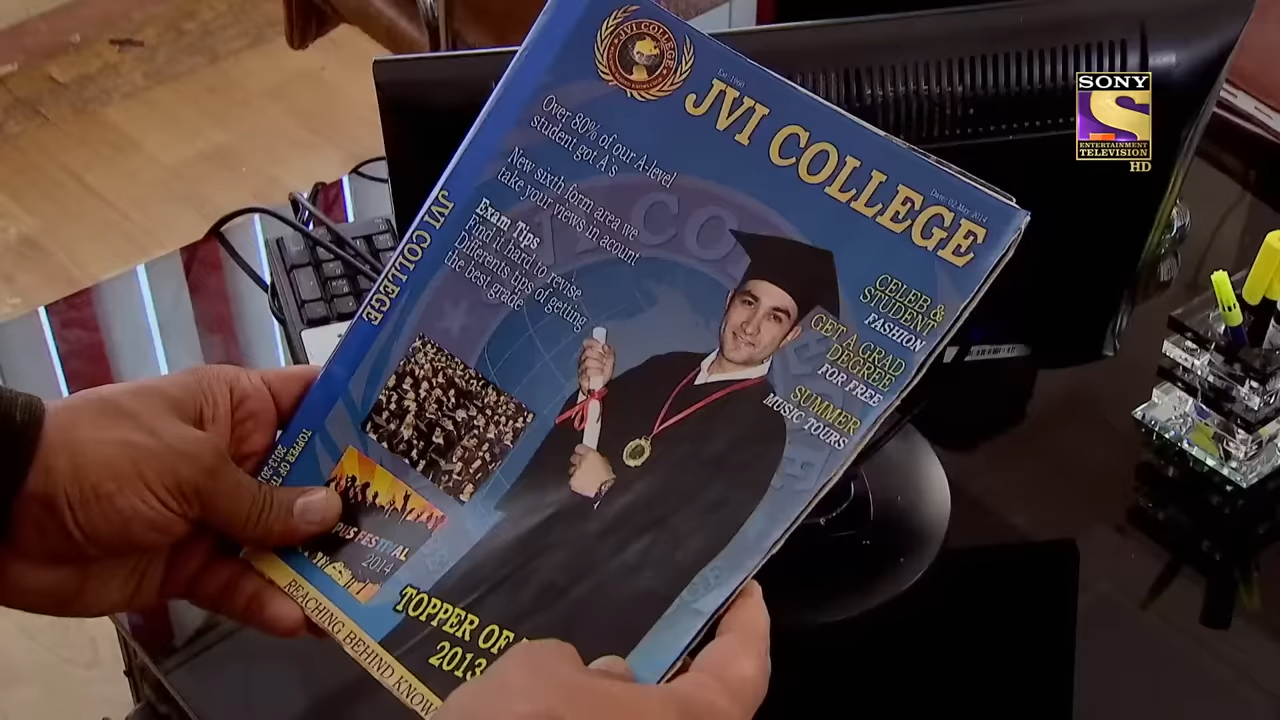 JVI COLLEGE
Est. 1960
JVI COLLEGE
Date: 02 May 2014
Over 80% of our A-level
student got A's
New sixth form area we
take your views in acount
Exam Tips
Find it hard to revise
Differents tips of getting
the best grade
CELEB &
STUDENT
FASHION
GET A GRAD
DEGREE
FOR FREE
SUMMER
MUSIC TOURS
JVI COLLEGE
TOPPER OF
PUS FESTIVAL
2014
TOPPER OF
2013
REACHING BEHIND KNOW
SONY
ENTERTAINMENT
TELEVISION
HD